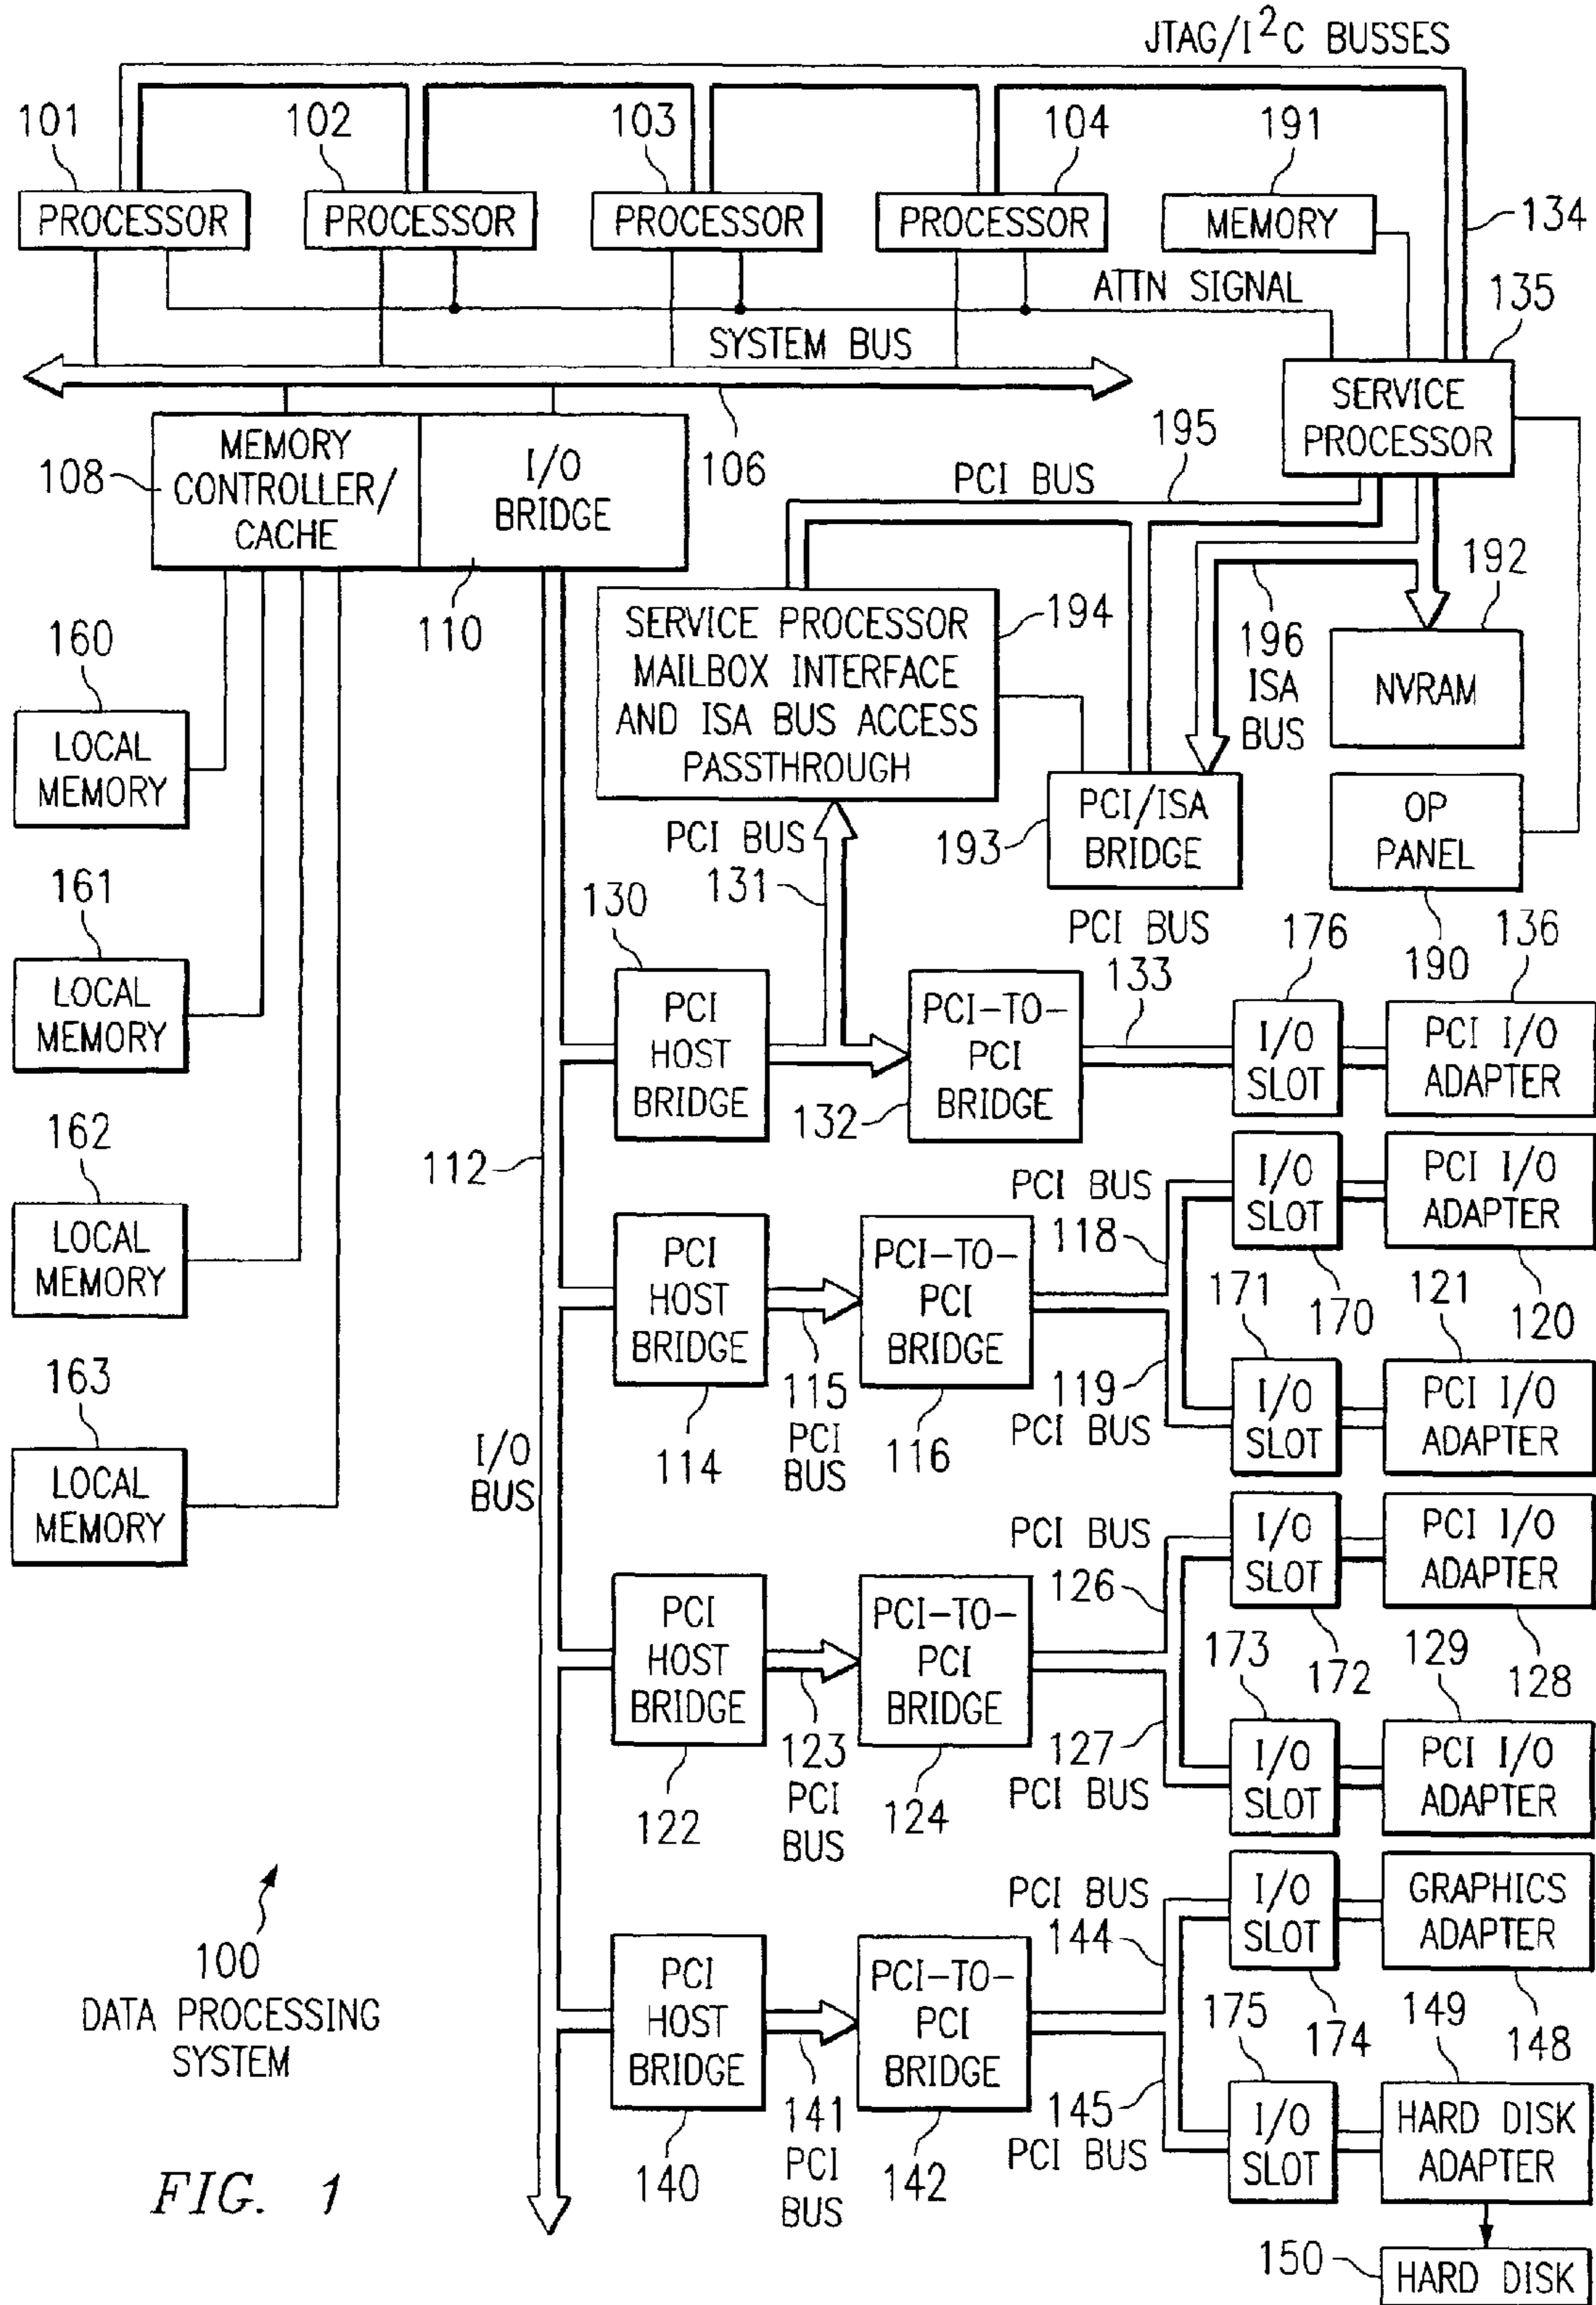 JTAG/I²C BUSSES
101
102
103
104
191
PROCESSOR
PROCESSOR
PROCESSOR
PROCESSOR
MEMORY
134
ATTN SIGNAL
135
SYSTEM BUS
SERVICE
PROCESSOR
108
MEMORY
CONTROLLER/
CACHE
I/O
BRIDGE
106
195
PCI BUS
110
192
194
SERVICE PROCESSOR
MAILBOX INTERFACE
AND ISA BUS ACCESS
PASSTHROUGH
196
ISA
BUS
NVRAM
160
LOCAL
MEMORY
PCI BUS
131
193
PCI/ISA
BRIDGE
OP
PANEL
190
161
LOCAL
MEMORY
130
PCI
HOST
BRIDGE
132
PCI-TO-
PCI
BRIDGE
PCI BUS
133
176
I/O
SLOT
136
PCI I/O
ADAPTER
112
162
LOCAL
MEMORY
PCI
HOST
BRIDGE
114
115
PCI
BUS
PCI-TO-
PCI
BRIDGE
116
PCI BUS
118
119
PCI BUS
I/O
SLOT
170
PCI I/O
ADAPTER
120
171
I/O
SLOT
121
PCI I/O
ADAPTER
163
LOCAL
MEMORY
I/O
BUS
PCI
HOST
BRIDGE
122
123
PCI
BUS
PCI-TO-
PCI
BRIDGE
124
PCI BUS
126
127
PCI BUS
I/O
SLOT
172
PCI I/O
ADAPTER
128
173
I/O
SLOT
129
PCI I/O
ADAPTER
100
DATA PROCESSING
SYSTEM
PCI
HOST
BRIDGE
140
141
PCI
BUS
PCI-TO-
PCI
BRIDGE
142
PCI BUS
144
145
PCI BUS
I/O
SLOT
174
GRAPHICS
ADAPTER
148
175
I/O
SLOT
149
HARD DISK
ADAPTER
150
HARD DISK
FIG. 1